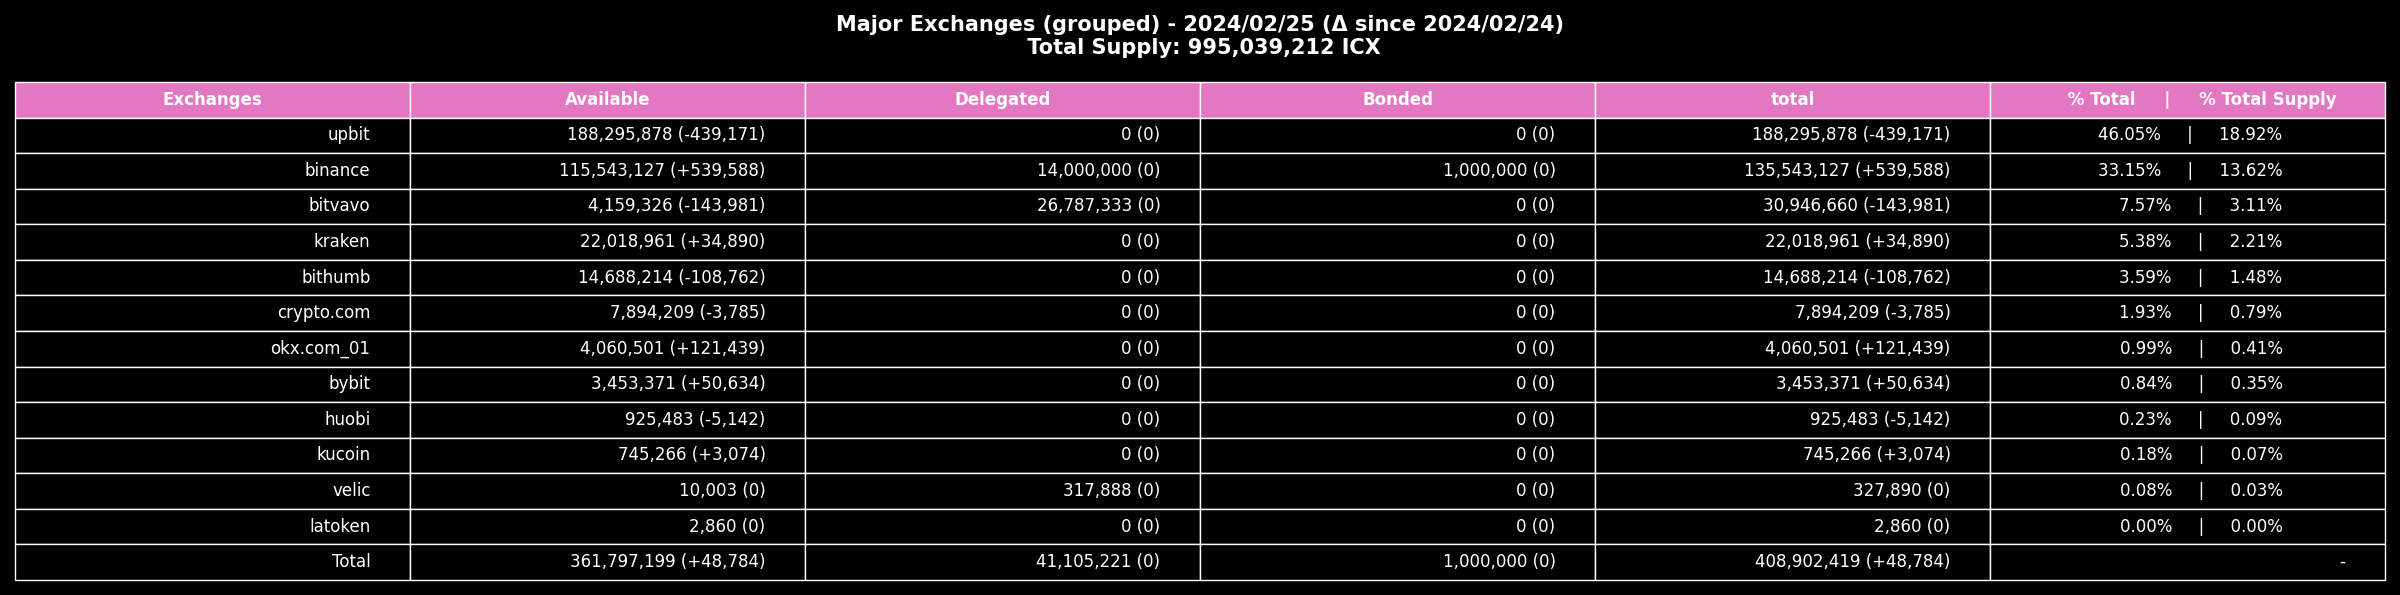 Major Exchanges (grouped) - 2024/02/25 (Δ since 2024/02/24)
Total Supply: 995,039,212 ICX
Exchanges Available Delegated Bonded total % Total | % Total Supply
upbit 188,295,878 (-439,171) 0 (0) 0 (0) 188,295,878 (-439,171) 46.05% | 18.92%
binance 115,543,127 (+539,588) 14,000,000 (0) 1,000,000 (0) 135,543,127 (+539,588) 33.15% | 13.62%
bitvavo 4,159,326 (-143,981) 26,787,333 (0) 0 (0) 30,946,660 (-143,981) 7.57% | 3.11%
kraken 22,018,961 (+34,890) 0 (0) 0 (0) 22,018,961 (+34,890) 5.38% | 2.21%
bithumb 14,688,214 (-108,762) 0 (0) 0 (0) 14,688,214 (-108,762) 3.59% | 1.48%
crypto.com 7,894,209 (-3,785) 0 (0) 0 (0) 7,894,209 (-3,785) 1.93% | 0.79%
okx.com_01 4,060,501 (+121,439) 0 (0) 0 (0) 4,060,501 (+121,439) 0.99% | 0.41%
bybit 3,453,371 (+50,634) 0 (0) 0 (0) 3,453,371 (+50,634) 0.84% | 0.35%
huobi 925,483 (-5,142) 0 (0) 0 (0) 925,483 (-5,142) 0.23% | 0.09%
kucoin 745,266 (+3,074) 0 (0) 0 (0) 745,266 (+3,074) 0.18% | 0.07%
velic 10,003 (0) 317,888 (0) 0 (0) 327,890 (0) 0.08% | 0.03%
latoken 2,860 (0) 0 (0) 0 (0) 2,860 (0) 0.00% | 0.00%
Total 361,797,199 (+48,784) 41,105,221 (0) 1,000,000 (0) 408,902,419 (+48,784) -